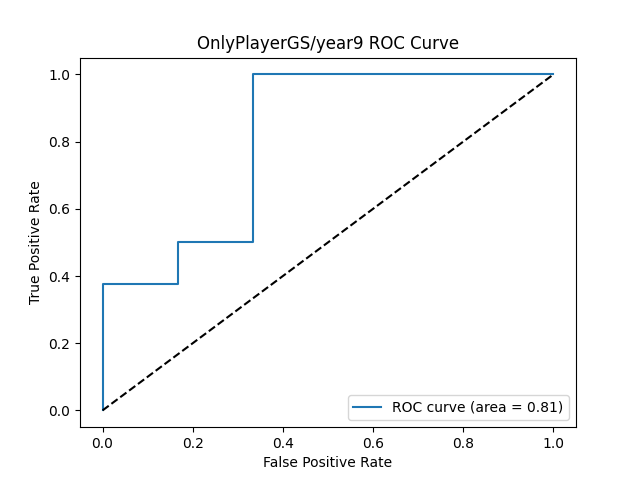 OnlyPlayerGS/year9 ROC Curve
1.0
0.8
0.6
0.4
0.2
0.0
True Positive Rate
ROC curve (area = 0.81)
0.0 0.2 0.4 0.6 0.8 1.0
False Positive Rate